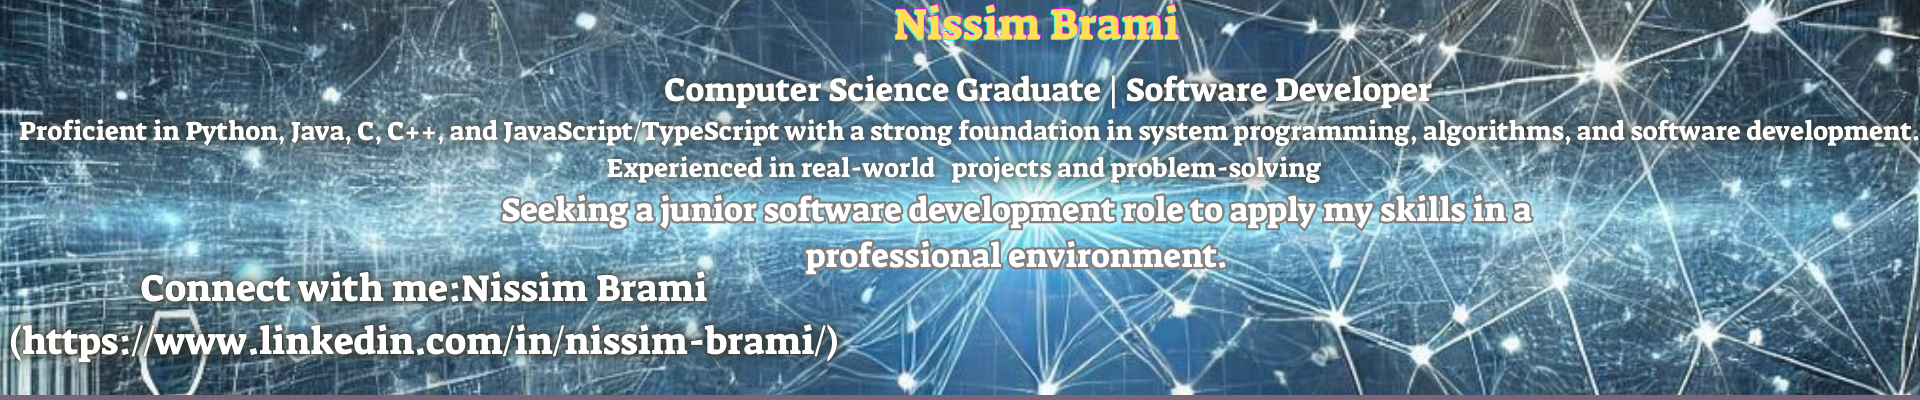 Nissim Brami
Computer Science Graduate | Software Developer
Proficient in Python, Java, C, C++, and JavaScript/TypeScript with a strong foundation in system programming, algorithms, and software development.
Experienced in real-world projects and problem-solving
Seeking a junior software development role to apply my skills in a
professional environment.
Connect with me:Nissim Brami
(https://www.linkedin.com/in/nissim-brami/)